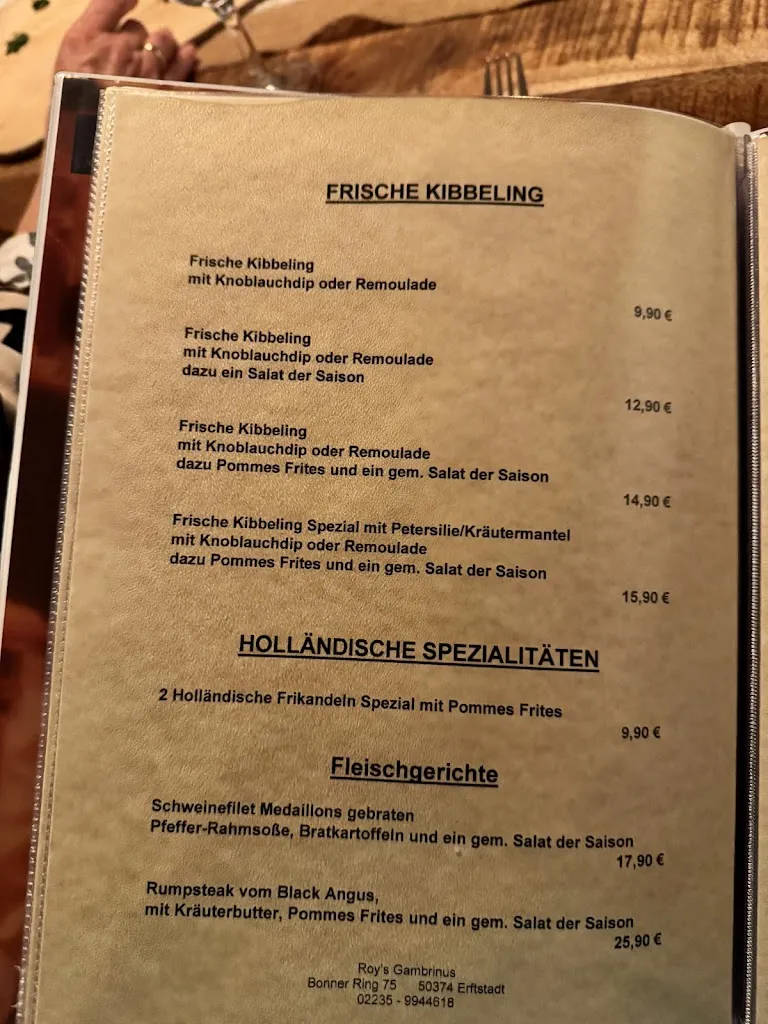 FRISCHE KIBBELING
Frische Kibbeling
mit Knoblauchdip oder Remoulade
9,90 €
Frische Kibbeling
mit Knoblauchdip oder Remoulade
dazu ein Salat der Saison
12,90 €
Frische Kibbeling
mit Knoblauchdip oder Remoulade
dazu Pommes Frites und ein gem. Salat der Saison
14,90 €
Frische Kibbeling Spezial mit Petersilie/Kräutermantel
mit Knoblauchdip oder Remoulade
dazu Pommes Frites und ein gem. Salat der Saison
15,90 €
HOLLÄNDISCHE SPEZIALITÄTEN
2 Holländische Frikandeln Spezial mit Pommes Frites
9,90 €
Fleischgerichte
Schweinefilet Medaillons gebraten
Pfeffer-Rahmsoße, Bratkartoffeln und ein gem. Salat der Saison
17,90 €
Rumpsteak vom Black Angus,
mit Kräuterbutter, Pommes Frites und ein gem. Salat der Saison
25,90 €
Roy's Gambrinus
Bonner Ring 75 50374 Erftstadt
02235 - 9944618